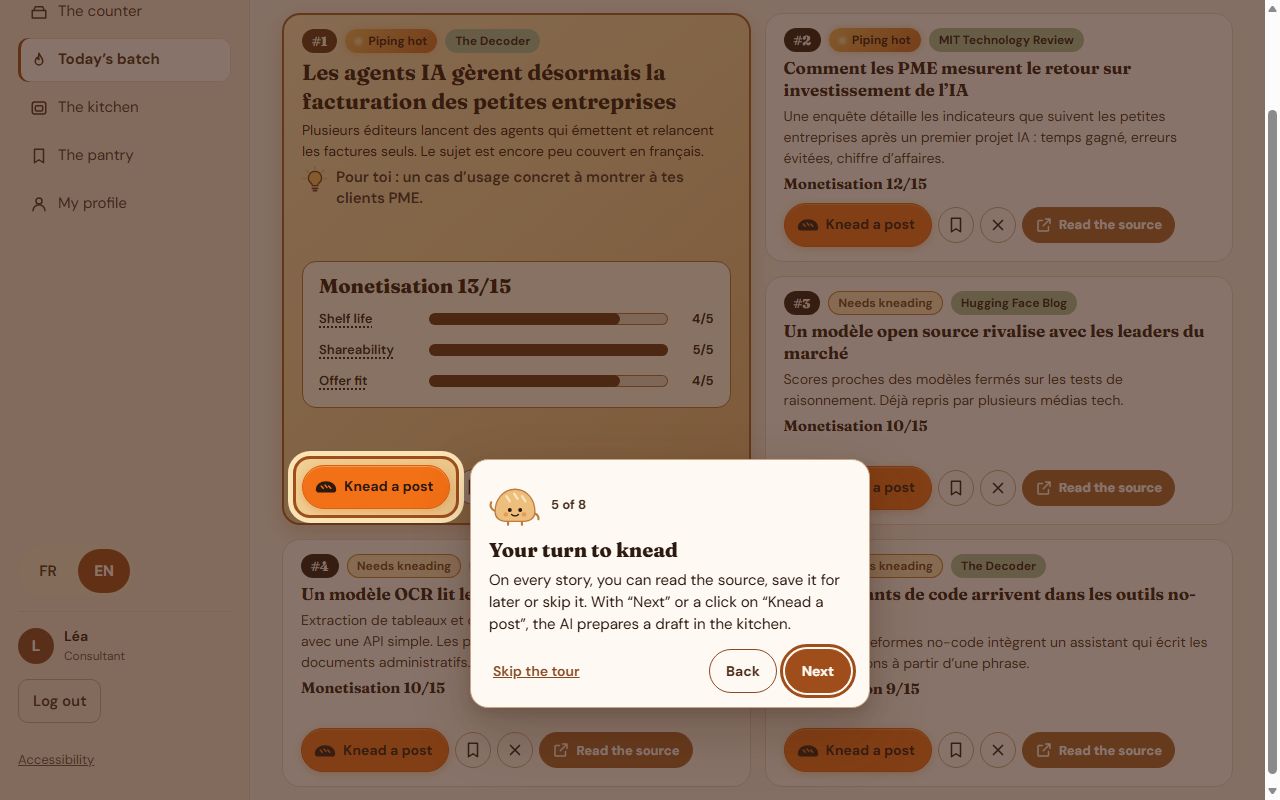 The counter
Today’s batch
The kitchen
The pantry
My profile
FR
EN
L
Léa
Consultant
Log out
Accessibility
#1
Piping hot
The Decoder
Les agents IA gèrent désormais la
facturation des petites entreprises
Plusieurs éditeurs lancent des agents qui émettent et relancent
les factures seuls. Le sujet est encore peu couvert en français.
Pour toi : un cas d’usage concret à montrer à tes
clients PME.
Monetisation 13/15
Shelf life
4/5
Shareability
5/5
Offer fit
4/5
Knead a post
#2
Piping hot
MIT Technology Review
Comment les PME mesurent le retour sur
investissement de l’IA
Une enquête détaille les indicateurs que suivent les petites
entreprises après un premier projet IA : temps gagné, erreurs
évitées, chiffre d’affaires.
Monetisation 12/15
Knead a post
Read the source
#3
Needs kneading
Hugging Face Blog
Un modèle open source rivalise avec les leaders du
marché
Scores proches des modèles fermés sur les tests de
raisonnement. Déjà repris par plusieurs médias tech.
Monetisation 10/15
a post
Read the source
5 of 8
Your turn to knead
On every story, you can read the source, save it for
later or skip it. With “Next” or a click on “Knead a
post”, the AI prepares a draft in the kitchen.
Skip the tour
Back
Next
#4
Needs kneading
Un modèle OCR lit
Extraction de tableaux et
avec une API simple. Les
documents administratifs.
Monetisation 10/15
Knead a post
Read the source
kneading
The Decoder
de code arrivent dans les outils no-
no-code intègrent un assistant qui écrit les
à partir d’une phrase.
9/15
Knead a post
Read the source